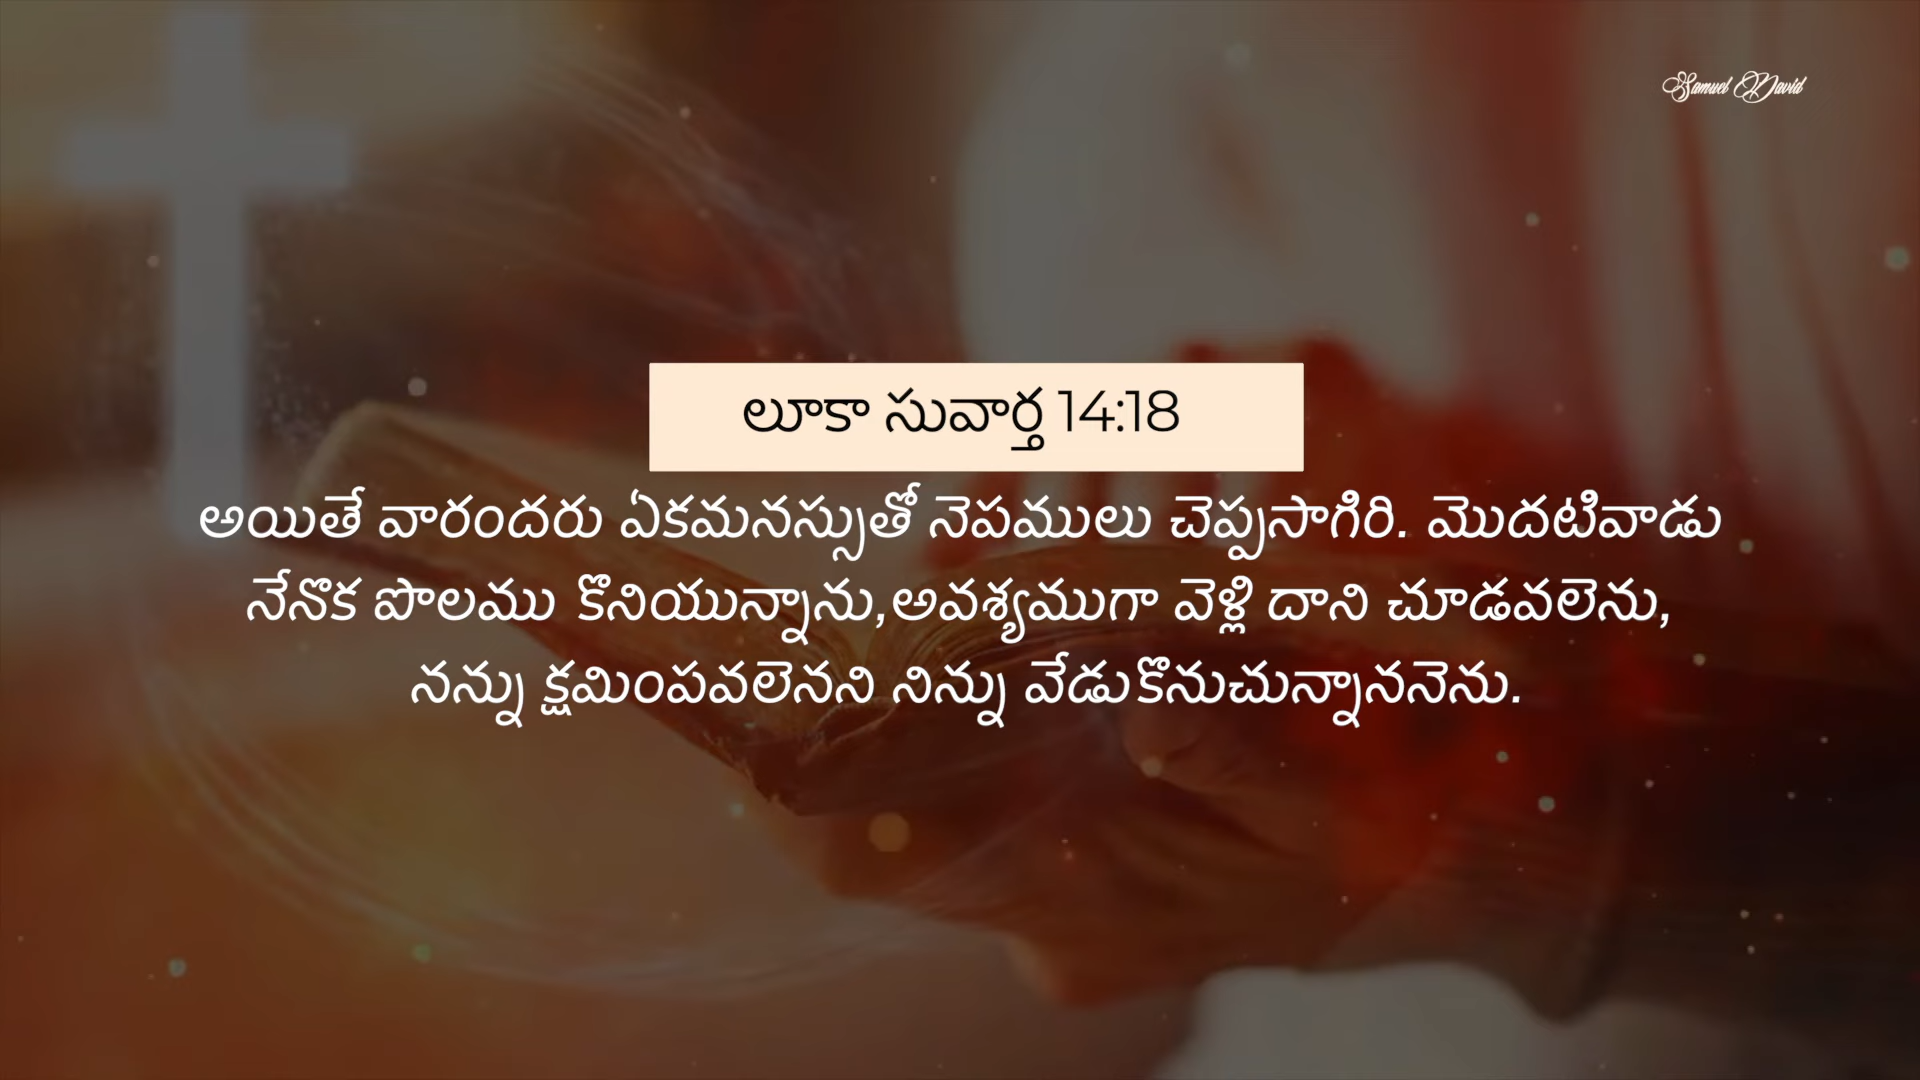 Samuel David
లూకా సువార్త 14:18
అయితే వారందరు ఏకమనస్సుతో నెపములు చెప్పసాగిరి. మొదటివాడు
నేనొక పొలము కొనియున్నాను,అవశ్యముగా వెళ్లి దాని చూడవలెను,
నన్ను క్షమింపవలెనని నిన్ను వేడుకొనుచున్నాననెను.